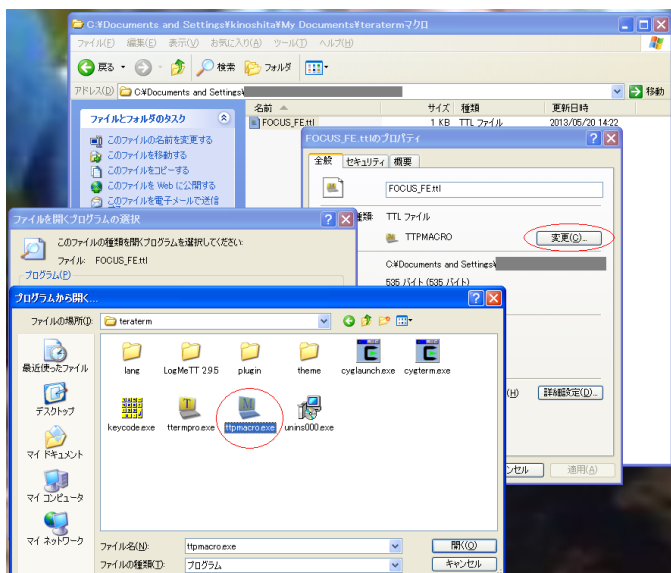 C:¥Documents and Settings¥kinoshita¥My Documents¥teratermマクロ
ファイル(F) 編集(E) 表示(V) お気に入り(A) ツール(T) ヘルプ(H)
戻る 検索 フォルダ
アドレス(D) C:¥Documents and Settings¥ 移動
名前 サイズ 種類 更新日時
FOCUS_FE.ttl 1 KB TTL ファイル 2013/05/20 14:22
ファイルとフォルダのタスク
このファイルの名前を変更する
このファイルを移動する
このファイルをコピーする
このファイルを Web に公開する
このファイルを電子メールで送信
FOCUS_FE.ttlのプロパティ
全般 セキュリティ 概要
FOCUS_FE.ttl
種類: TTL ファイル
TTPMACRO 変更(C)...
C:¥Documents and Settings¥
535 バイト (535 バイト)
(H) 詳細設定(D)...
ンセル 適用(A)
ファイルを開くプログラムの選択
このファイルの種類を開くプログラムを選択してください:
ファイル: FOCUS_FE.ttl
プログラム(P)
プログラムから開く...
ファイルの場所(I): teraterm
最近使ったファイル
デスクトップ
マイ ドキュメント
マイ コンピュータ
マイ ネットワーク
lang LogMeTT 2.9.5 plugin theme cyglaunch.exe cygterm.exe
keycode.exe ttermpro.exe ttpmacro.exe unins000.exe
ファイル名(N): ttpmacro.exe 開く(O)
ファイルの種類(T): プログラム キャンセル